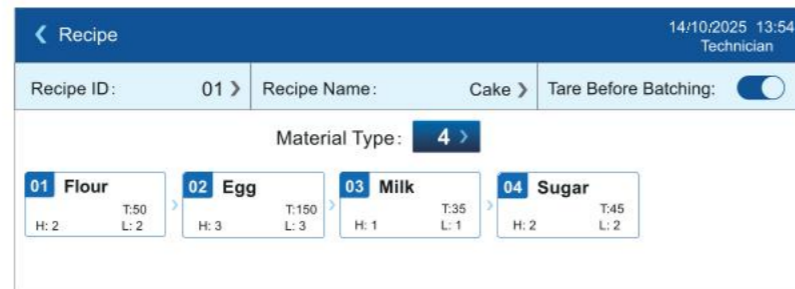 Recipe
14/10/2025 13:54
Technician
Recipe ID: 01
Recipe Name: Cake
Tare Before Batching:
Material Type: 4
01 Flour
T:50
H: 2 L: 2
02 Egg
T:150
H: 3 L: 3
03 Milk
T:35
H: 1 L: 1
04 Sugar
T:45
H: 2 L: 2